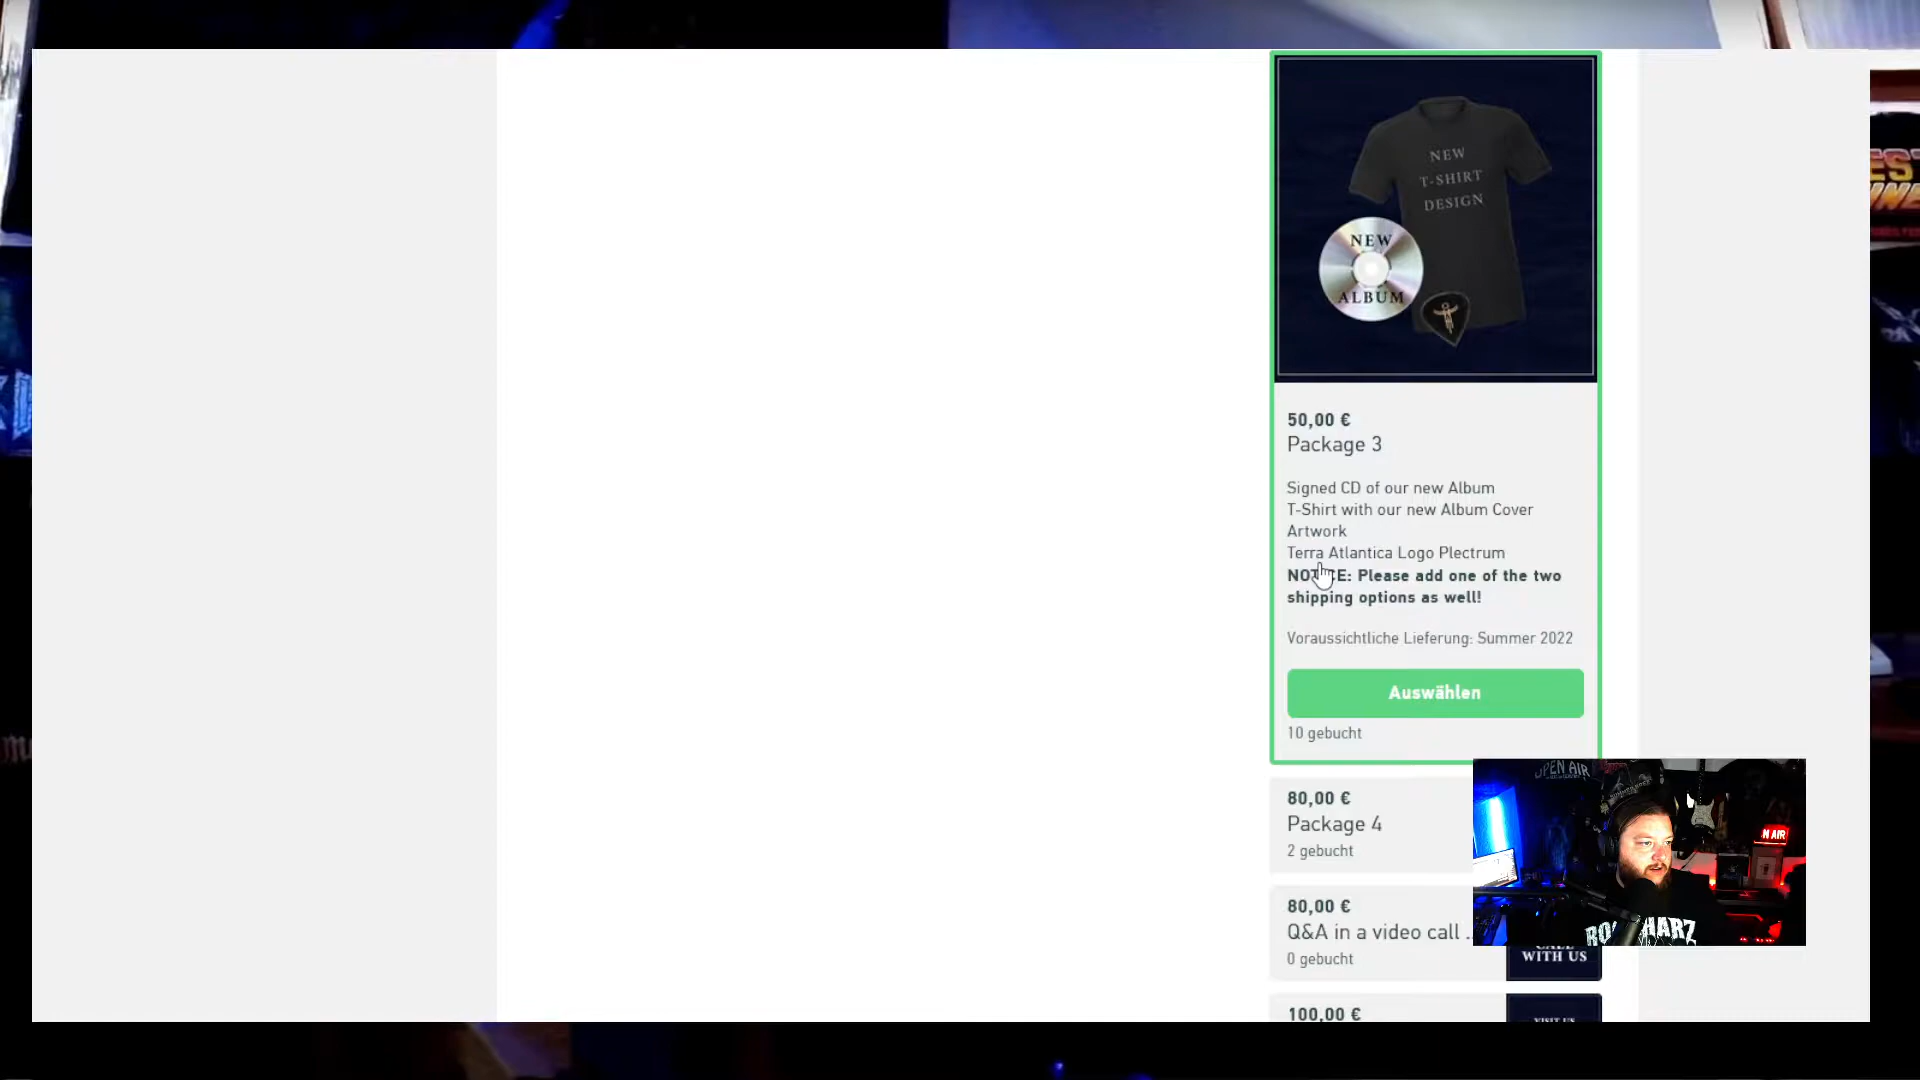 NEW
T-SHIRT
DESIGN
NEW
ALBUM
50,00 €
Package 3
Signed CD of our new Album
T-Shirt with our new Album Cover
Artwork
Terra Atlantica Logo Plectrum
NOTICE: Please add one of the two
shipping options as well!
Voraussichtliche Lieferung: Summer 2022
Auswählen
10 gebucht
80,00 €
Package 4
2 gebucht
80,00 €
Q&A in a video call ...
0 gebucht
CALL
WITH US
100,00 €
VISIT US
OPEN AIR
N AIR